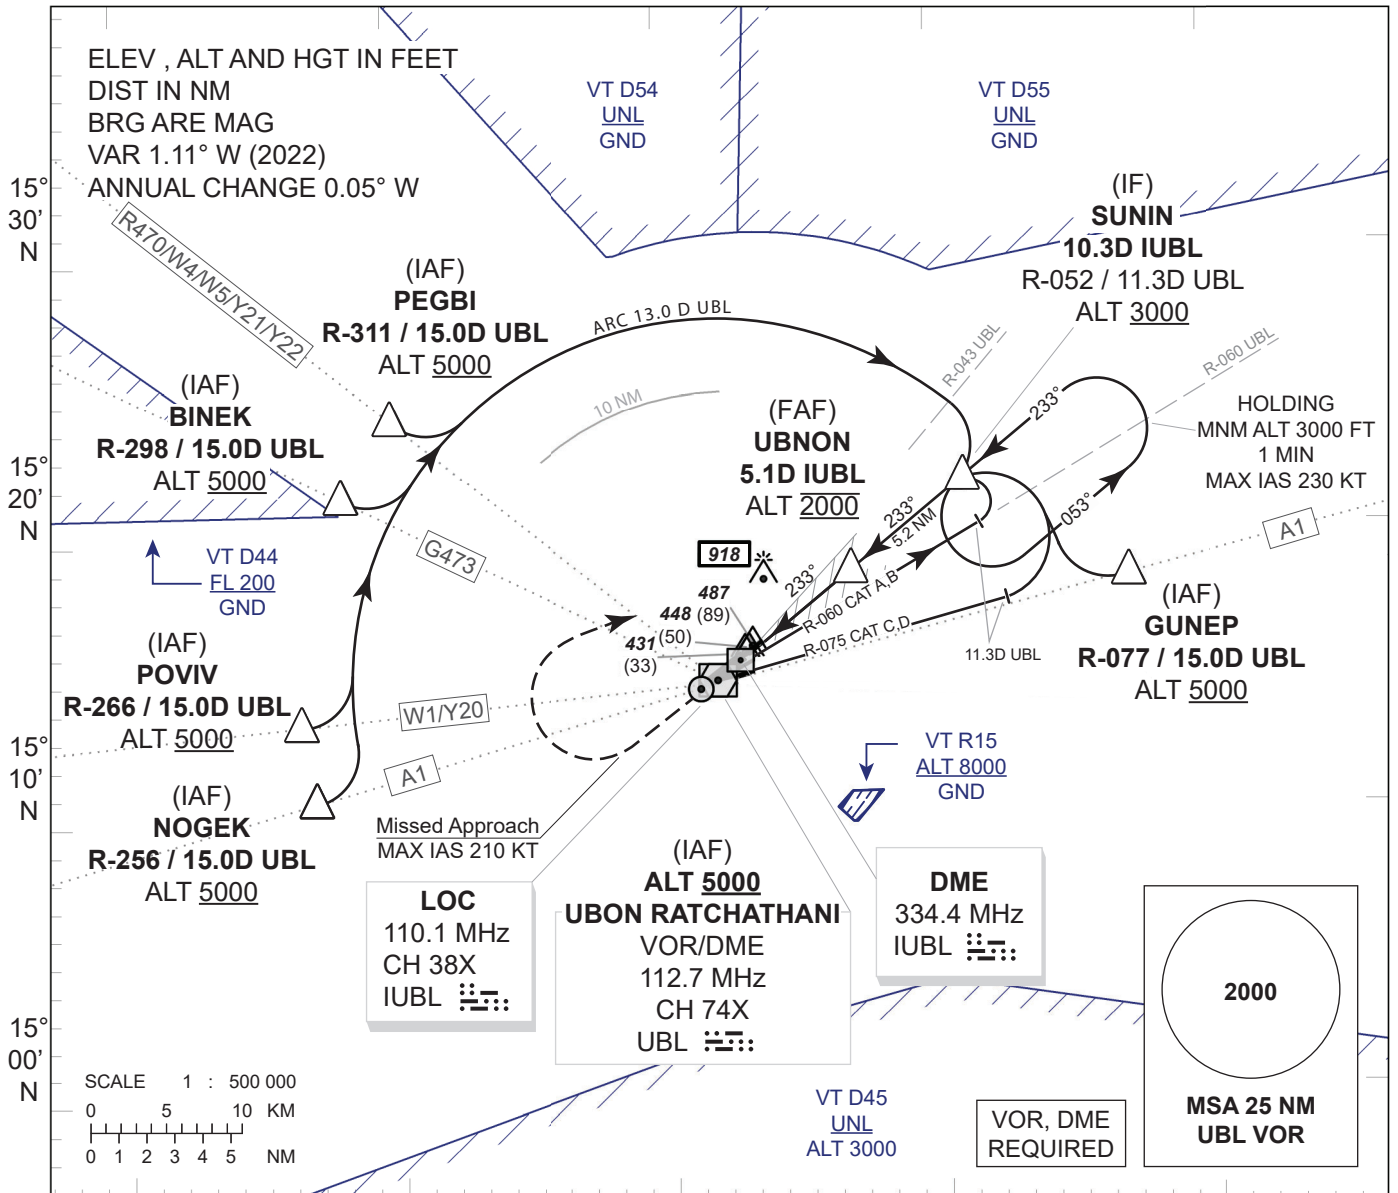 ELEV , ALT AND HGT IN FEET
DIST IN NM
BRG ARE MAG
VAR 1.11° W (2022)
ANNUAL CHANGE 0.05° W
VT D54
UNL
GND
VT D55
UNL
GND
15°
30'
N
(IF)
SUNIN
10.3D IUBL
R-052 / 11.3D UBL
ALT 3000
R470/W4/W5/Y21/Y22
(IAF)
PEGBI
R-311 / 15.0D UBL
ALT 5000
ARC 13.0 D UBL
R-043 UBL
R-060 UBL
10 NM
(IAF)
BINEK
R-298 / 15.0D UBL
ALT 5000
(FAF)
UBNON
5.1D IUBL
ALT 2000
233°
HOLDING
MNM ALT 3000 FT
1 MIN
MAX IAS 230 KT
15°
20'
N
233°
5.2 NM
053°
A1
VT D44
FL 200
GND
G473
918
233°
487
(89)
448
(50)
431
(33)
R-060 CAT A,B
R-075 CAT C,D
11.3D UBL
(IAF)
GUNEP
R-077 / 15.0D UBL
ALT 5000
(IAF)
POVIV
R-266 / 15.0D UBL
ALT 5000
W1/Y20
15°
10'
N
A1
VT R15
ALT 8000
GND
(IAF)
NOGEK
R-256 / 15.0D UBL
ALT 5000
Missed Approach
MAX IAS 210 KT
LOC
110.1 MHz
CH 38X
IUBL
(IAF)
ALT 5000
UBON RATCHATHANI
VOR/DME
112.7 MHz
CH 74X
UBL
DME
334.4 MHz
IUBL
2000
MSA 25 NM
UBL VOR
15°
00'
N
SCALE 1 : 500 000
0 5 10 KM
0 1 2 3 4 5 NM
VT D45
UNL
ALT 3000
VOR, DME
REQUIRED